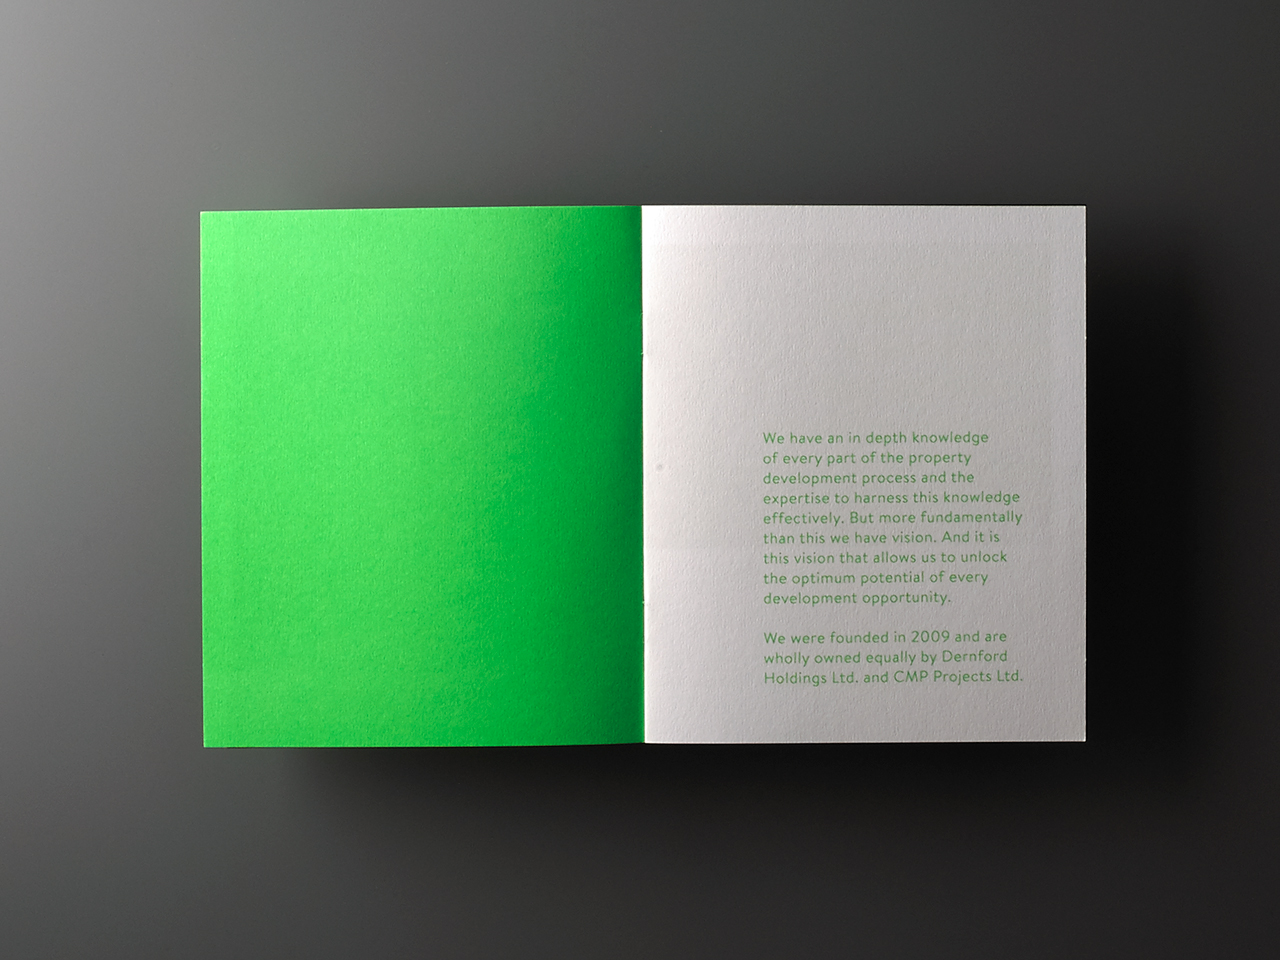 We have an in depth knowledge
of every part of the property
development process and the
expertise to harness this knowledge
effectively. But more fundamentally
than this we have vision. And it is
this vision that allows us to unlock
the optimum potential of every
development opportunity.
We were founded in 2009 and are
wholly owned equally by Dernford
Holdings Ltd. and CMP Projects Ltd.